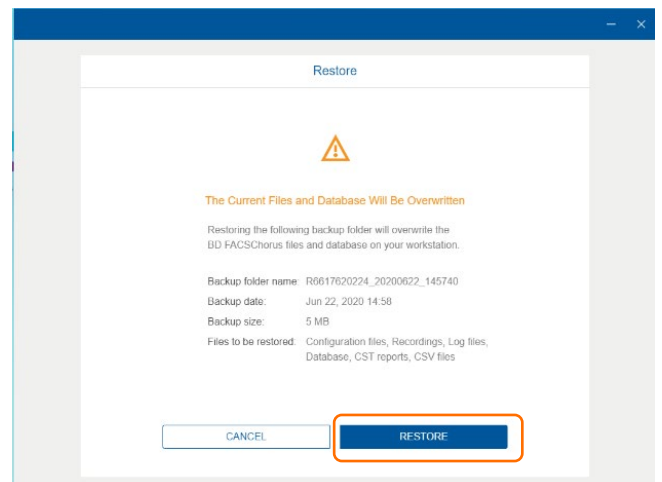 Restore
The Current Files and Database Will Be Overwritten
Restoring the following backup folder will overwrite the
BD FACSChorus files and database on your workstation.
Backup folder name: R6617620224_20200622_145740
Backup date: Jun 22, 2020 14:58
Backup size: 5 MB
Files to be restored: Configuration files, Recordings, Log files,
Database, CST reports, CSV files
CANCEL RESTORE